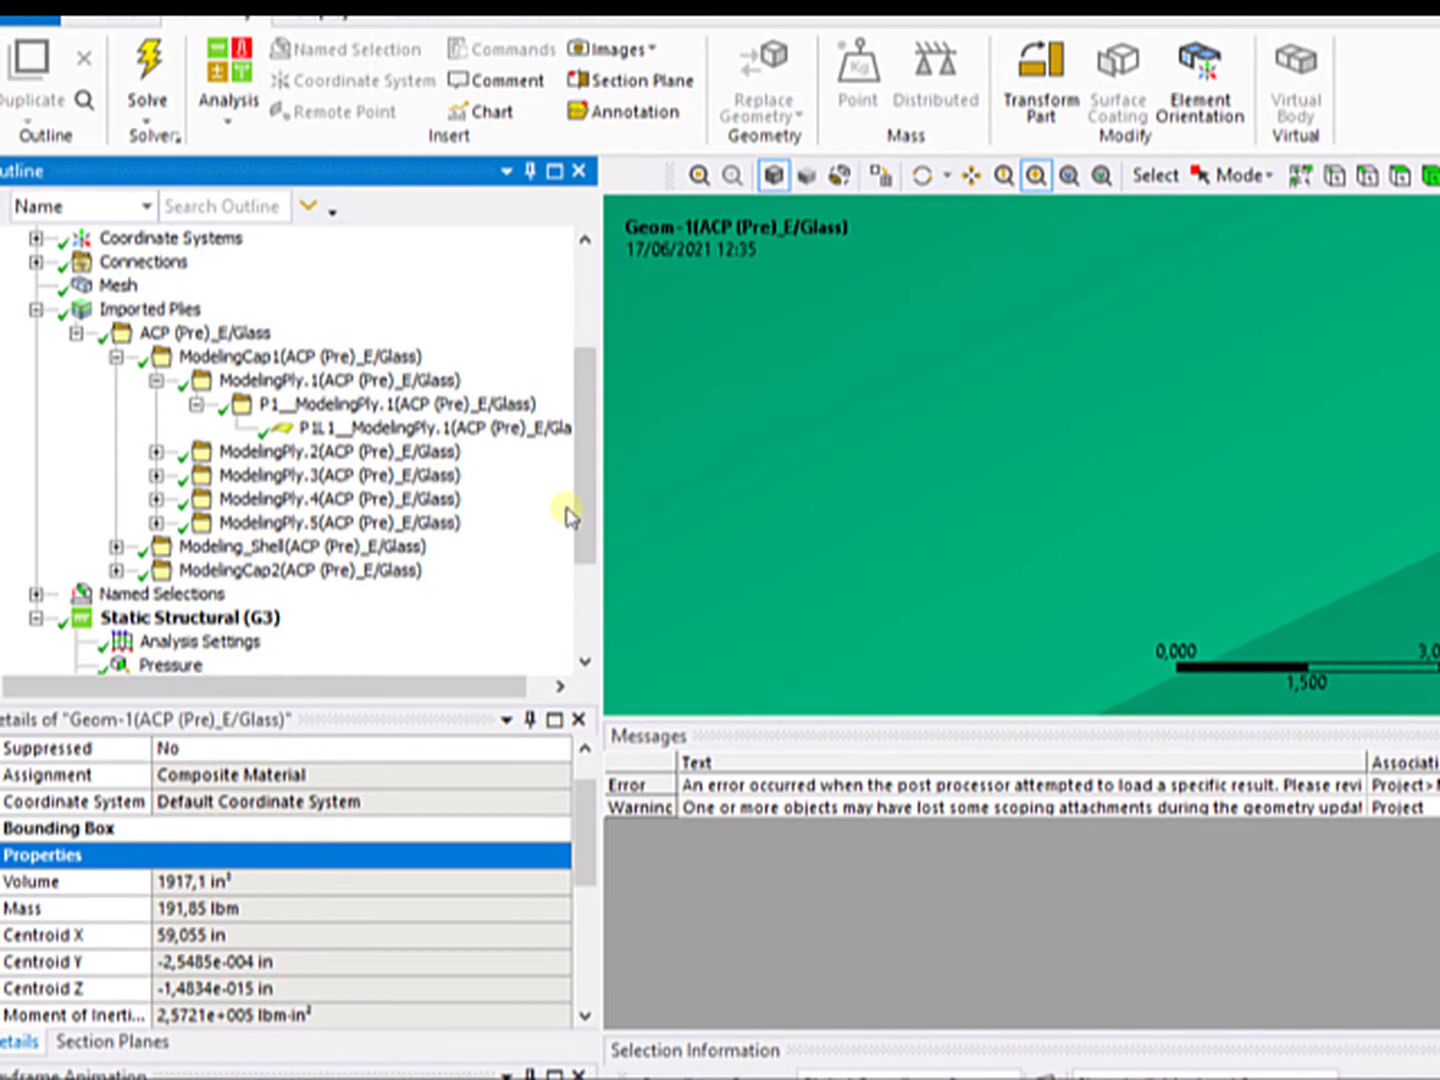 Duplicate
Outline
Solve
Solver
Analysis
Named Selection
Coordinate System
Remote Point
Commands
Comment
Chart
Images
Section Plane
Annotation
Insert
Replace
Geometry
Geometry
Point
Distributed
Mass
Transform
Part
Surface
Coating
Element
Orientation
Modify
Virtual
Body
Virtual
utline
Name
Search Outline
Select
Mode
Coordinate Systems
Connections
Mesh
Imported Plies
ACP (Pre)_E/Glass
ModelingCap1(ACP (Pre)_E/Glass)
ModelingPly.1(ACP (Pre)_E/Glass)
P1__ModelingPly.1(ACP (Pre)_E/Glass)
P1L1__ModelingPly.1(ACP (Pre)_E/Gla
ModelingPly.2(ACP (Pre)_E/Glass)
ModelingPly.3(ACP (Pre)_E/Glass)
ModelingPly.4(ACP (Pre)_E/Glass)
ModelingPly.5(ACP (Pre)_E/Glass)
Modeling_Shell(ACP (Pre)_E/Glass)
ModelingCap2(ACP (Pre)_E/Glass)
Named Selections
Static Structural (G3)
Analysis Settings
Pressure
Geom-1(ACP (Pre)_E/Glass)
17/06/2021 12:35
0,000
3,0
1,500
etails of "Geom-1(ACP (Pre)_E/Glass)"
Suppressed No
Assignment Composite Material
Coordinate System Default Coordinate System
Bounding Box
Properties
Volume 1917,1 in³
Mass 191,85 lbm
Centroid X 59,055 in
Centroid Y -2,5485e-004 in
Centroid Z -1,4834e-015 in
Moment of Inerti... 2,5721e+005 lbm·in²
etails Section Planes
Messages
Text Associati
Error An error occurred when the post processor attempted to load a specific result. Please revi Project>
Warning One or more objects may have lost some scoping attachments during the geometry updat Project
Selection Information